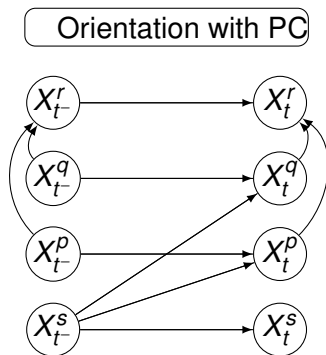 Orientation with PC
X^r_{t^-} X^r_t
X^q_{t^-} X^q_t
X^p_{t^-} X^p_t
X^s_{t^-} X^s_t